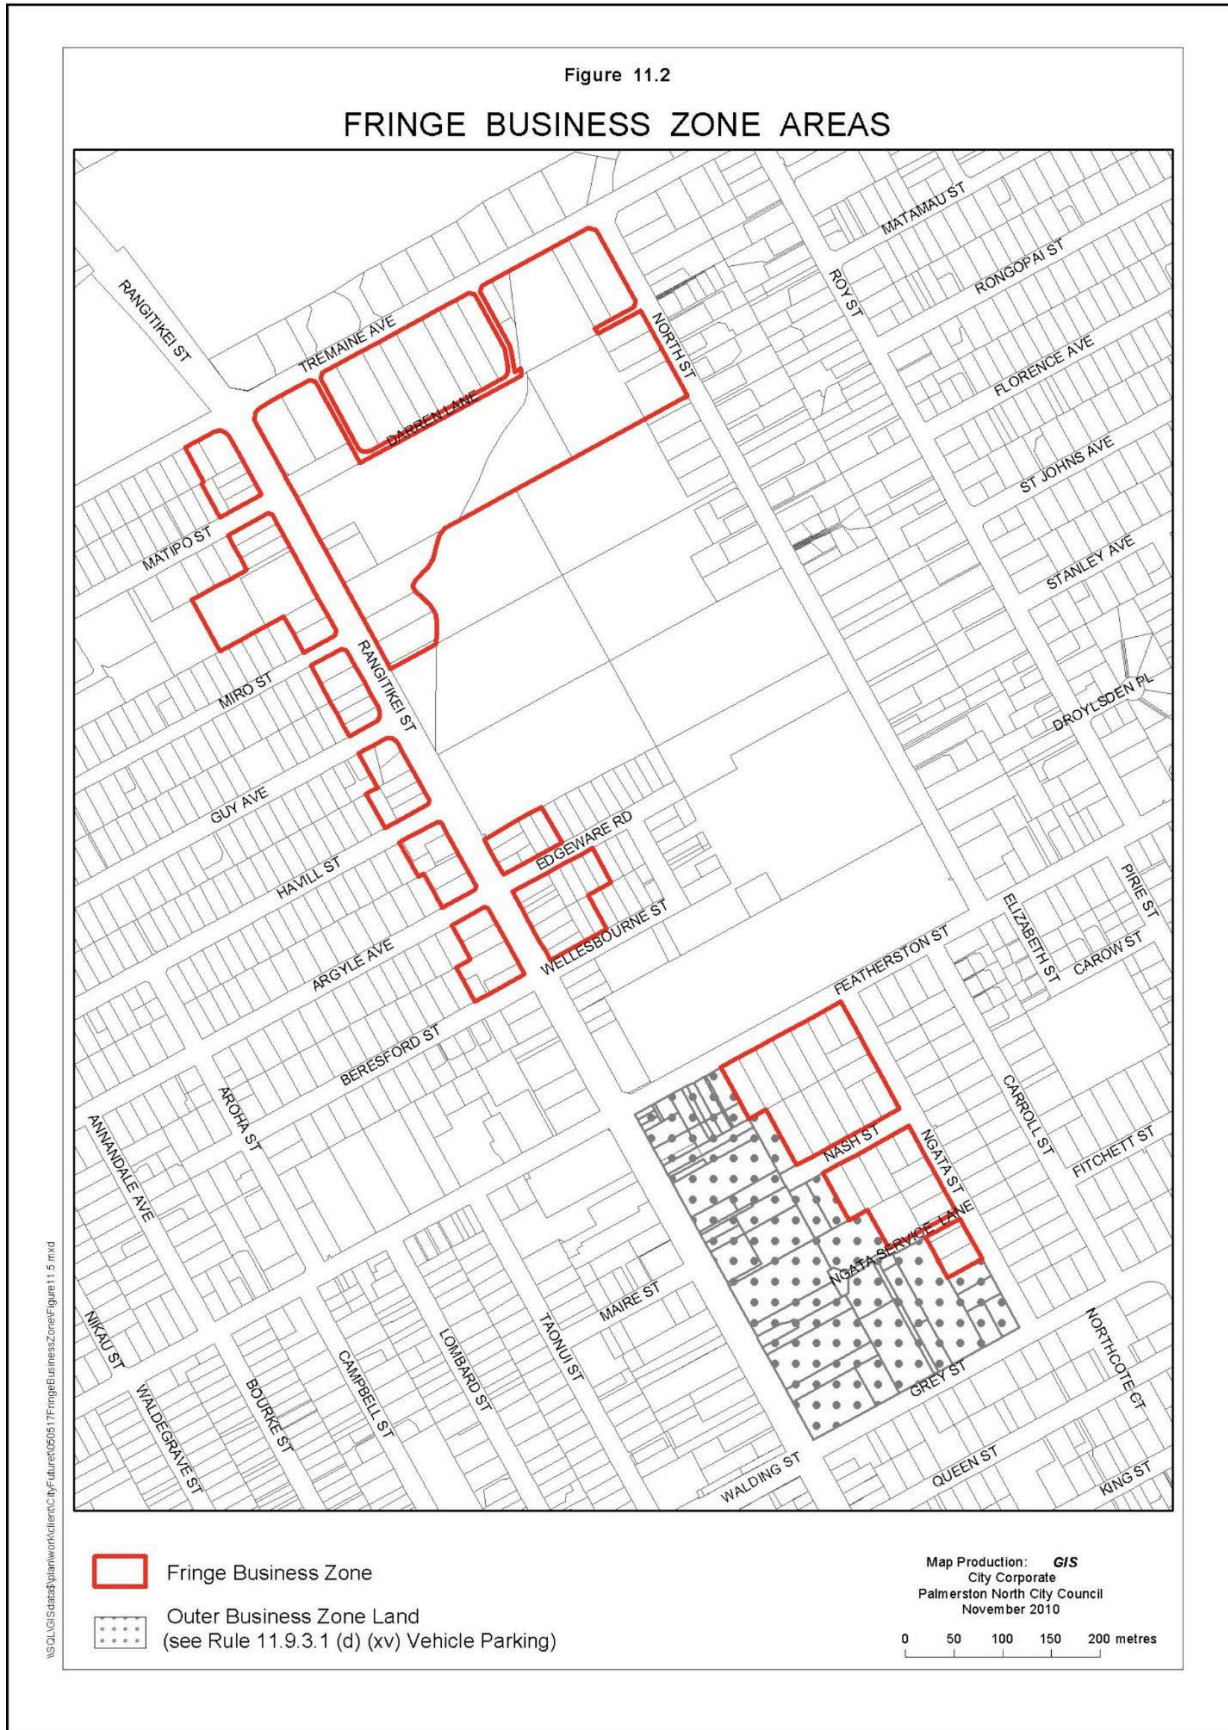 Figure 11.2
FRINGE BUSINESS ZONE AREAS
MATAMAU ST
RONGOPAI ST
ROY ST
RANGITIKEI ST
TREMAINE AVE
NORTH ST
FLORENCE AVE
DARREN LANE
ST JOHNS AVE
MATIPO ST
STANLEY AVE
RANGITIKEI ST
MIRO ST
DROYLSDEN PL
GUY AVE
EDGEWARE RD
HAVILL ST
PIRIE ST
ELIZABETH ST
WELLESBOURNE ST
CAROW ST
ARGYLE AVE
FEATHERSTON ST
BERESFORD ST
AROHA ST
CARROLL ST
ANNANDALE AVE
NASH ST
NGATA ST
FITCHETT ST
NGATA SERVICE LANE
MAIRE ST
NIKAU ST
TAONUI ST
LOMBARD ST
CAMPBELL ST
BOURKE ST
WALDEGRAVE ST
GREY ST
NORTHCOTE CT
QUEEN ST
WALDING ST
KING ST
Fringe Business Zone
Outer Business Zone Land
(see Rule 11.9.3.1 (d) (xv) Vehicle Parking)
Map Production: GIS
City Corporate
Palmerston North City Council
November 2010
0 50 100 150 200 metres